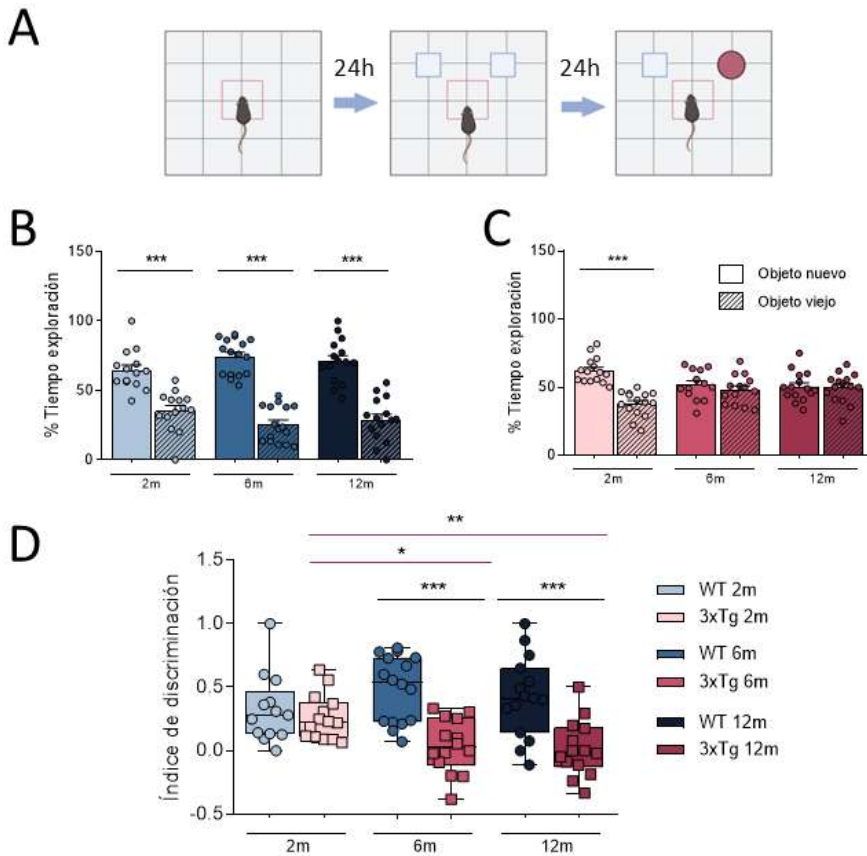 A
24h
24h
B
% Tiempo exploración
150
100
50
0
***
***
***
2m
6m
12m
C
% Tiempo exploración
150
100
50
0
***
Objeto nuevo
Objeto viejo
2m
6m
12m
D
Índice de discriminación
1.5
1.0
0.5
0.0
-0.5
**
*
***
***
2m
6m
12m
WT 2m
3xTg 2m
WT 6m
3xTg 6m
WT 12m
3xTg 12m